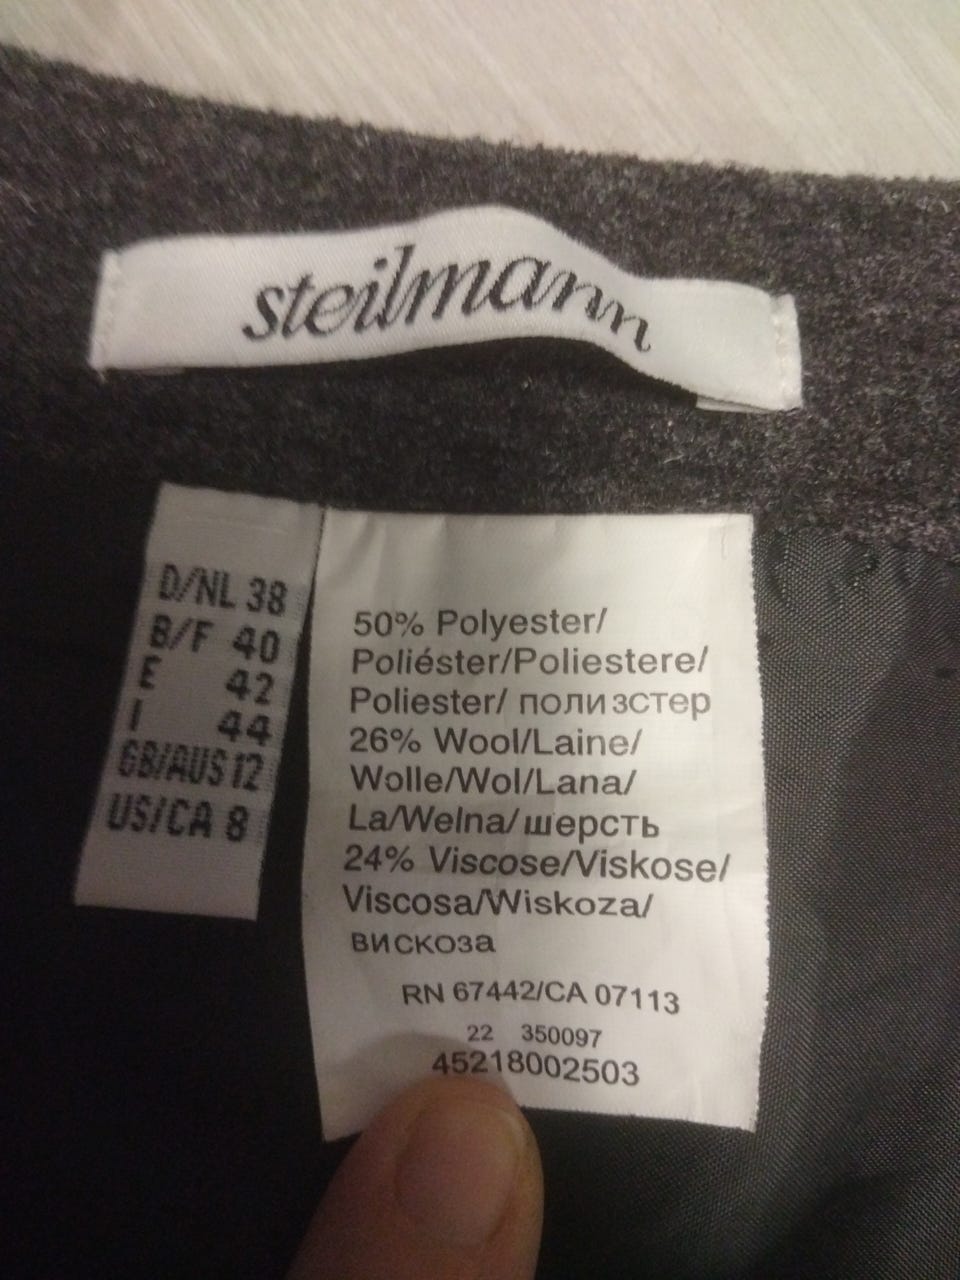 steilmann
D/NL 38
B/F 40
E 42
I 44
GB/AUS 12
US/CA 8
50% Polyester/
Poliéster/Poliestere/
Poliester/ полизстер
26% Wool/Laine/
Wolle/Wol/Lana/
La/Welna/шерсть
24% Viscose/Viskose/
Viscosa/Wiskoza/
вискоза
RN 67442/CA 07113
22 350097
45218002503